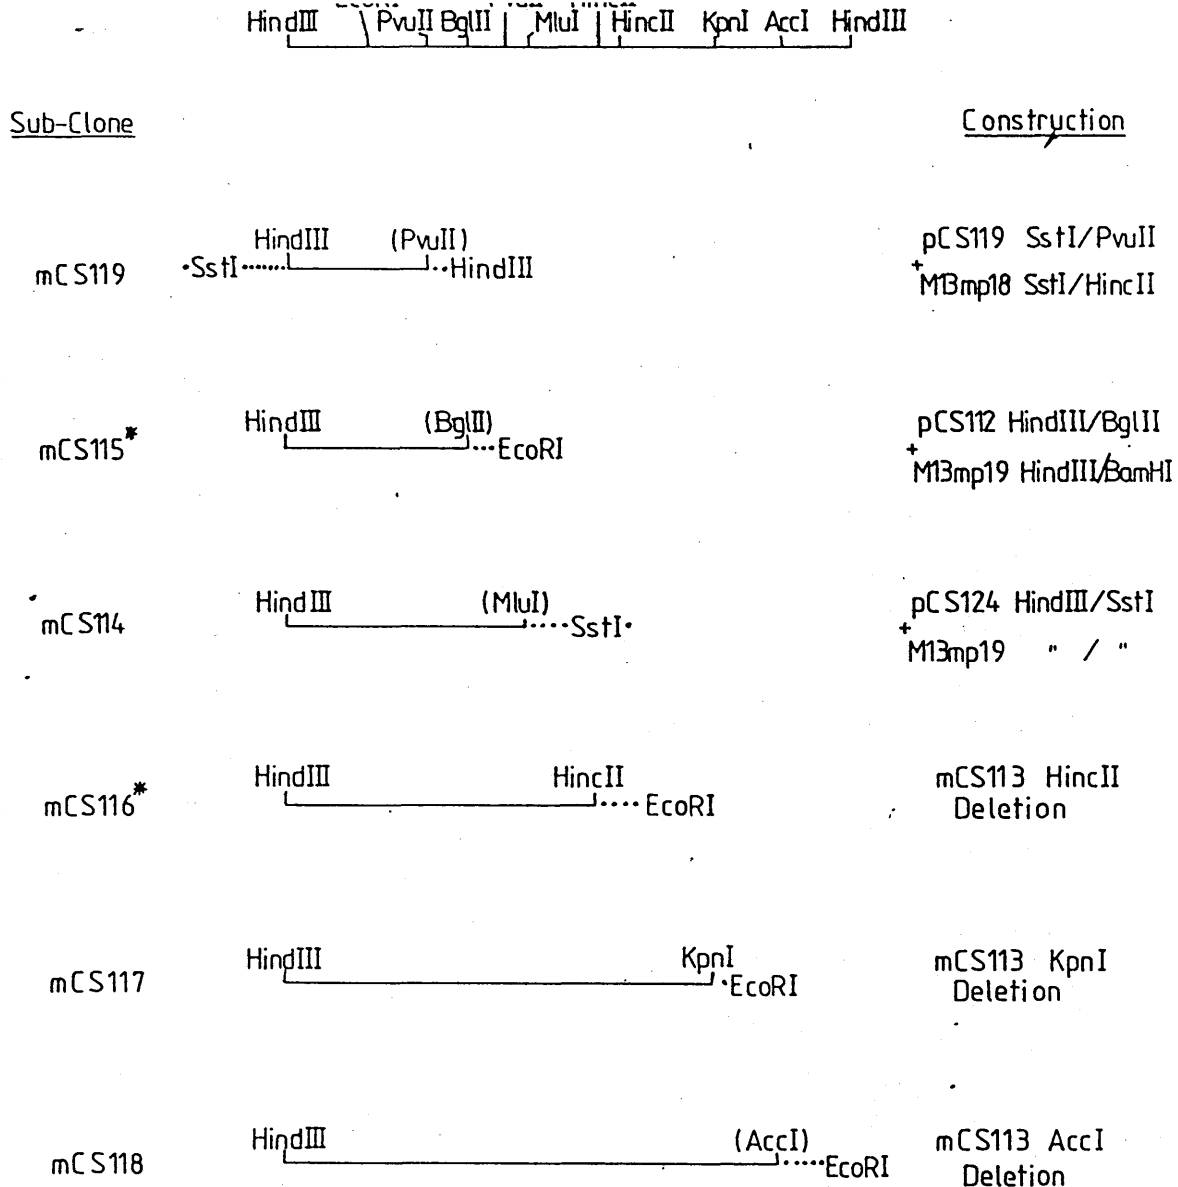 HindIII PvuII BglII MluI HincII KpnI AccI HindIII
Sub-Clone Construction
mCS119 SstI HindIII (PvuII) HindIII pCS119 SstI/PvuII
+ M13mp18 SstI/HincII
mCS115* HindIII (BglII) EcoRI pCS112 HindIII/BglII
+ M13mp19 HindIII/BamHI
mCS114 HindIII (MluI) SstI pCS124 HindIII/SstI
+ M13mp19 " / "
mCS116* HindIII HincII EcoRI mCS113 HincII
Deletion
mCS117 HindIII KpnI EcoRI mCS113 KpnI
Deletion
mCS118 HindIII (AccI) EcoRI mCS113 AccI
Deletion